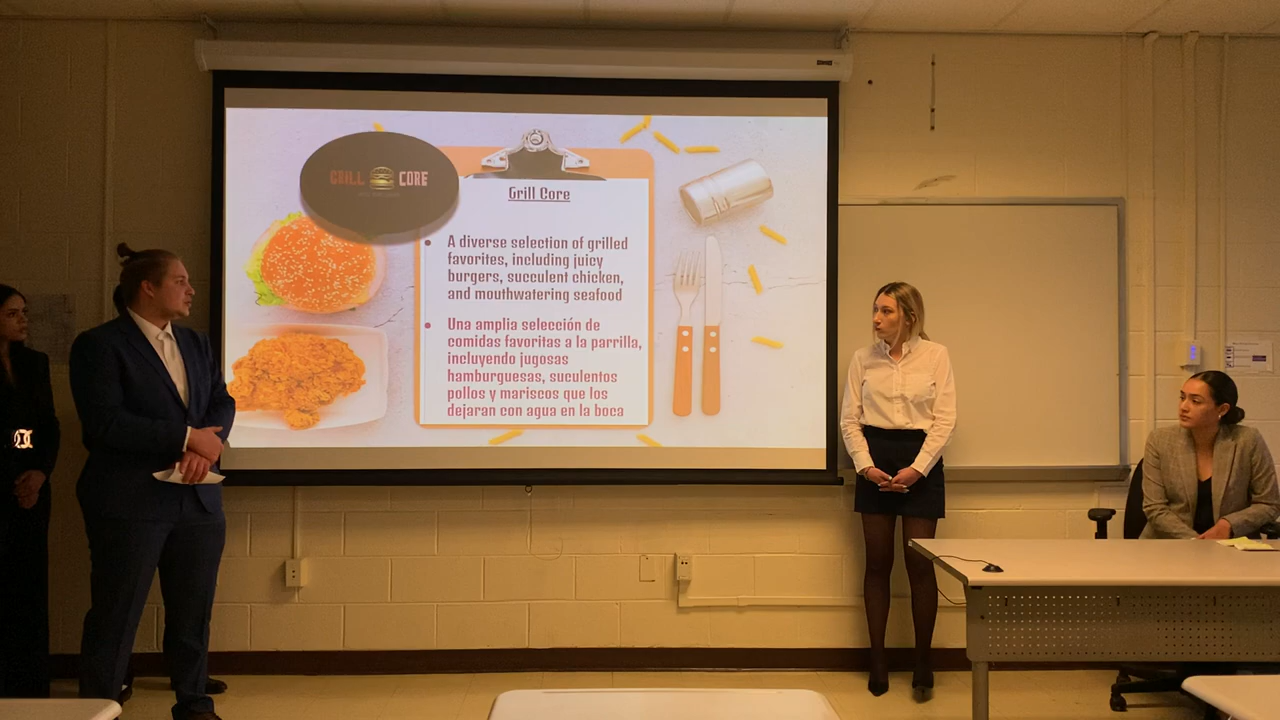 GRILL CORE
Grill Core
A diverse selection of grilled
favorites, including juicy
burgers, succulent chicken,
and mouthwatering seafood
Una amplia selección de
comidas favoritas a la parrilla,
incluyendo jugosas
hamburguesas, suculentos
pollos y mariscos que los
dejaran con agua en la boca